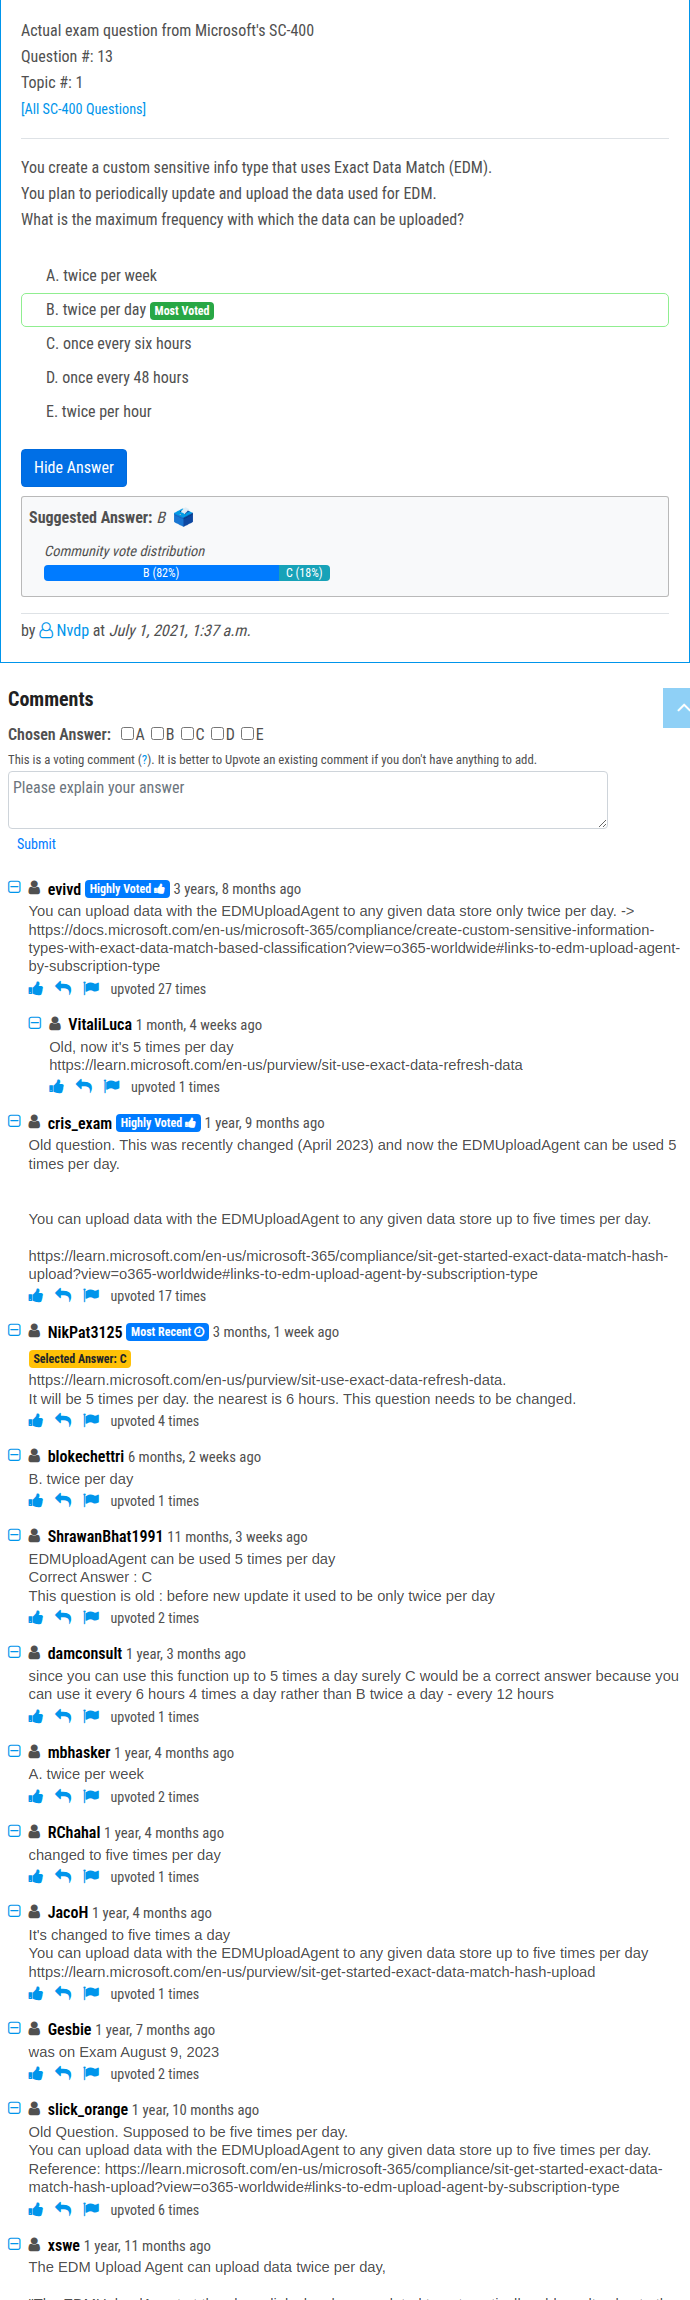 Actual exam question from Microsoft's SC-400
Question #: 13
Topic #: 1
[All SC-400 Questions]
You create a custom sensitive info type that uses Exact Data Match (EDM).
You plan to periodically update and upload the data used for EDM.
What is the maximum frequency with which the data can be uploaded?
A. twice per week
B. twice per day Most Voted
C. once every six hours
D. once every 48 hours
E. twice per hour
Hide Answer
Suggested Answer: B
Community vote distribution
B (82%) C (18%)
by Nvdp at July 1, 2021, 1:37 a.m.
Comments
Chosen Answer: A B C D E
This is a voting comment (?). It is better to Upvote an existing comment if you don't have anything to add.
Please explain your answer
Submit
evivd Highly Voted 3 years, 8 months ago
You can upload data with the EDMUploadAgent to any given data store only twice per day. ->
https://docs.microsoft.com/en-us/microsoft-365/compliance/create-custom-sensitive-information-
types-with-exact-data-match-based-classification?view=o365-worldwide#links-to-edm-upload-agent-
by-subscription-type
upvoted 27 times
VitaliLuca 1 month, 4 weeks ago
Old, now it's 5 times per day
https://learn.microsoft.com/en-us/purview/sit-use-exact-data-refresh-data
upvoted 1 times
cris_exam Highly Voted 1 year, 9 months ago
Old question. This was recently changed (April 2023) and now the EDMUploadAgent can be used 5
times per day.
You can upload data with the EDMUploadAgent to any given data store up to five times per day.
https://learn.microsoft.com/en-us/microsoft-365/compliance/sit-get-started-exact-data-match-hash-
upload?view=o365-worldwide#links-to-edm-upload-agent-by-subscription-type
upvoted 17 times
NikPat3125 Most Recent 3 months, 1 week ago
Selected Answer: C
https://learn.microsoft.com/en-us/purview/sit-use-exact-data-refresh-data.
It will be 5 times per day. the nearest is 6 hours. This question needs to be changed.
upvoted 4 times
blokechettri 6 months, 2 weeks ago
B. twice per day
upvoted 1 times
ShrawanBhat1991 11 months, 3 weeks ago
EDMUploadAgent can be used 5 times per day
Correct Answer : C
This question is old : before new update it used to be only twice per day
upvoted 2 times
damconsult 1 year, 3 months ago
since you can use this function up to 5 times a day surely C would be a correct answer because you
can use it every 6 hours 4 times a day rather than B twice a day - every 12 hours
upvoted 1 times
mbhasker 1 year, 4 months ago
A. twice per week
upvoted 2 times
RChahal 1 year, 4 months ago
changed to five times per day
upvoted 1 times
JacoH 1 year, 4 months ago
It's changed to five times a day
You can upload data with the EDMUploadAgent to any given data store up to five times per day
https://learn.microsoft.com/en-us/purview/sit-get-started-exact-data-match-hash-upload
upvoted 1 times
Gesbie 1 year, 7 months ago
was on Exam August 9, 2023
upvoted 2 times
slick_orange 1 year, 10 months ago
Old Question. Supposed to be five times per day.
You can upload data with the EDMUploadAgent to any given data store up to five times per day.
Reference: https://learn.microsoft.com/en-us/microsoft-365/compliance/sit-get-started-exact-data-
match-hash-upload?view=o365-worldwide#links-to-edm-upload-agent-by-subscription-type
upvoted 6 times
xswe 1 year, 11 months ago
The EDM Upload Agent can upload data twice per day,